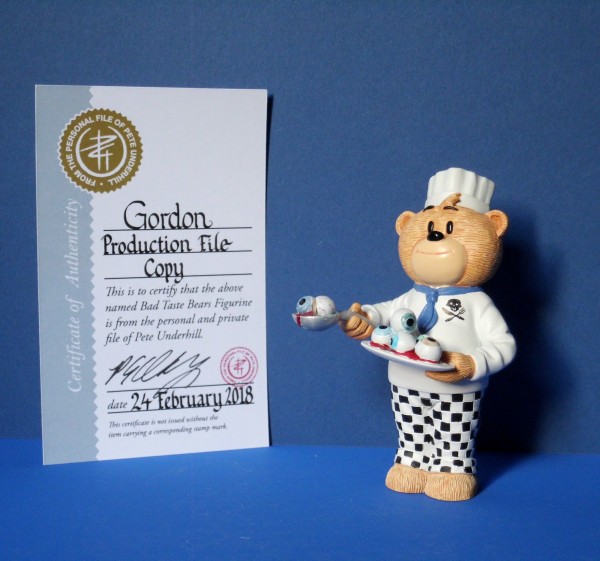 FROM THE PERSONAL FILE OF PETE UNDERHILL
Certificate of Authenticity
Gordon
Production File
Copy
This is to certify that the above
named Bad Taste Bears Figurine
is from the personal and private
file of Pete Underhill.
date 24 February 2018
This certificate is not issued without the
item carrying a corresponding stamp mark.